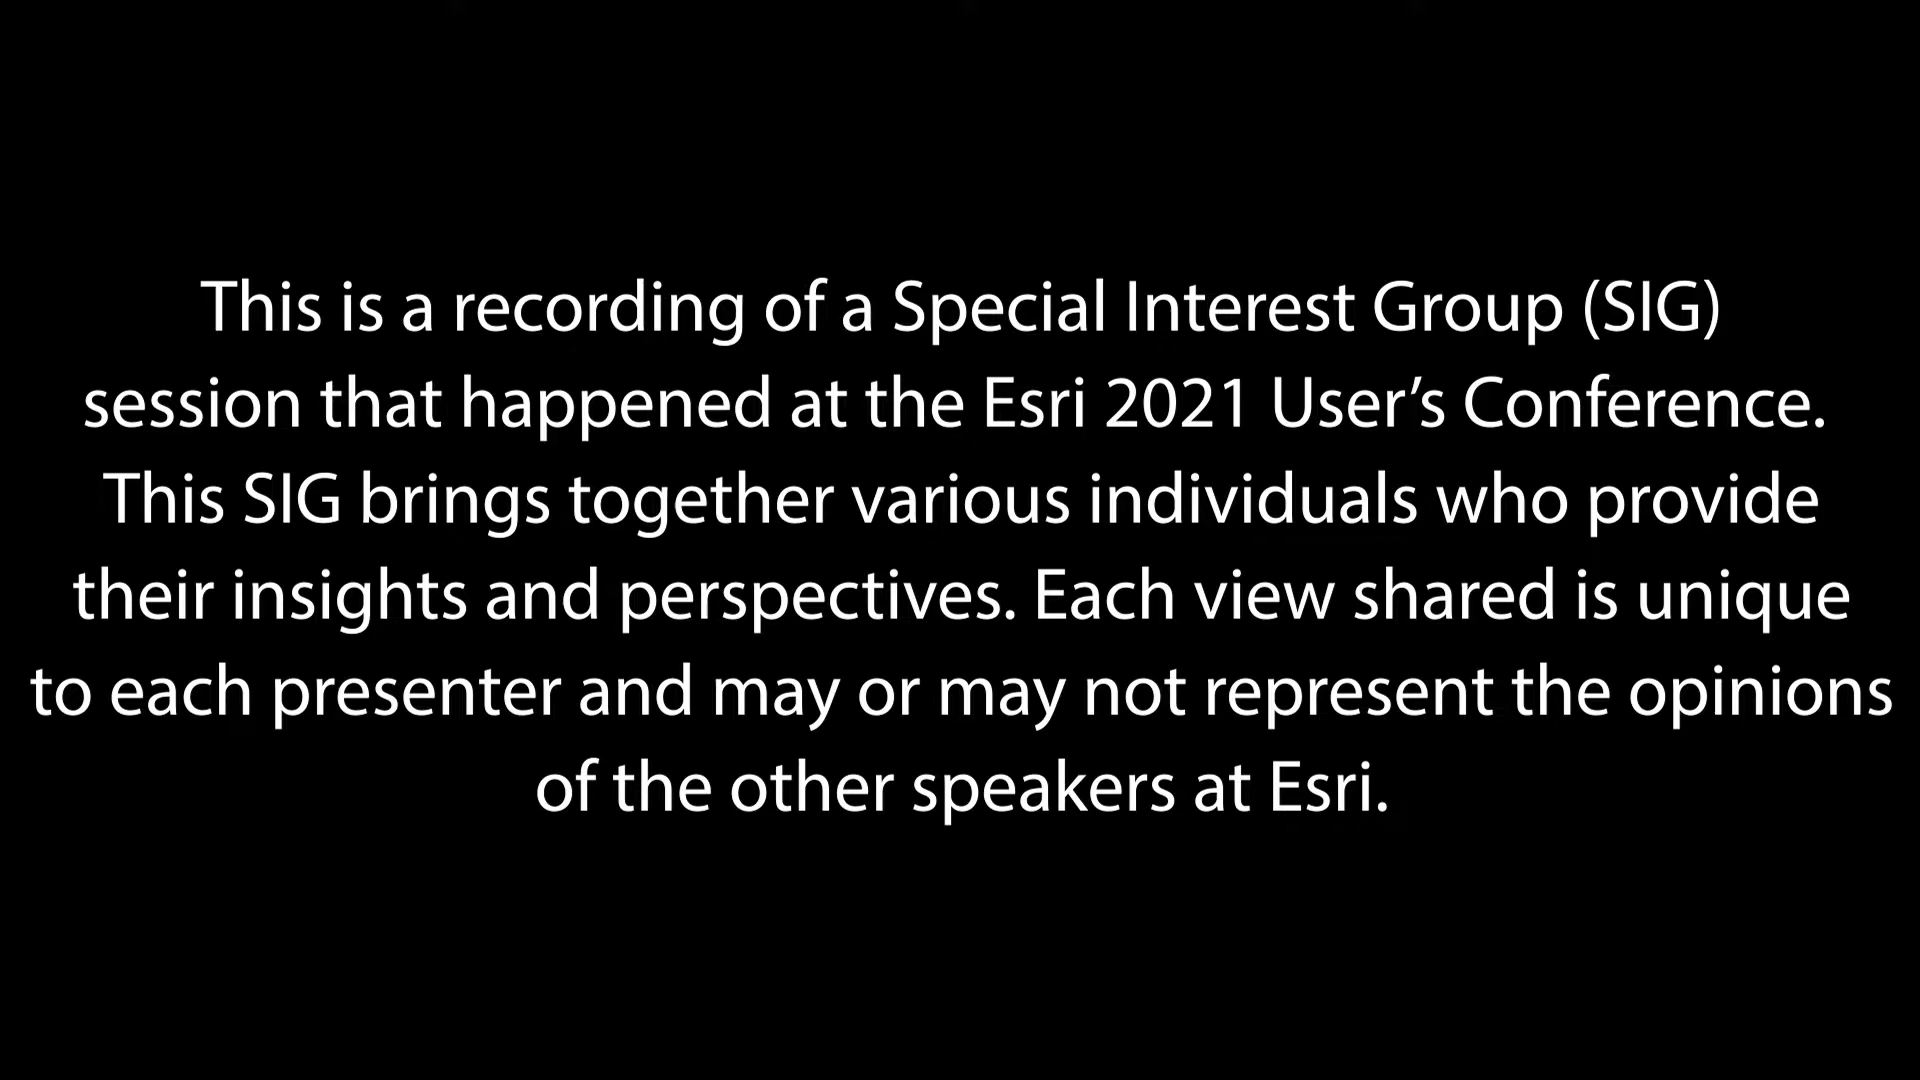 This is a recording of a Special Interest Group (SIG)
session that happened at the Esri 2021 User’s Conference.
This SIG brings together various individuals who provide
their insights and perspectives. Each view shared is unique
to each presenter and may or may not represent the opinions
of the other speakers at Esri.